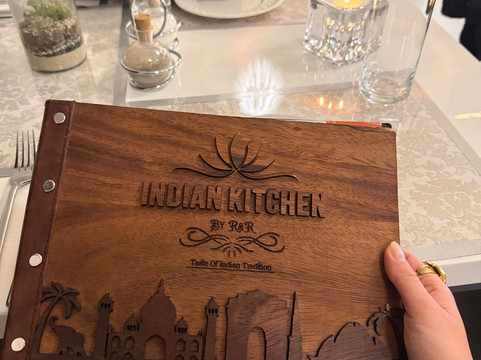 INDIAN KITCHEN
By R&R
Taste Of Indian Tradition